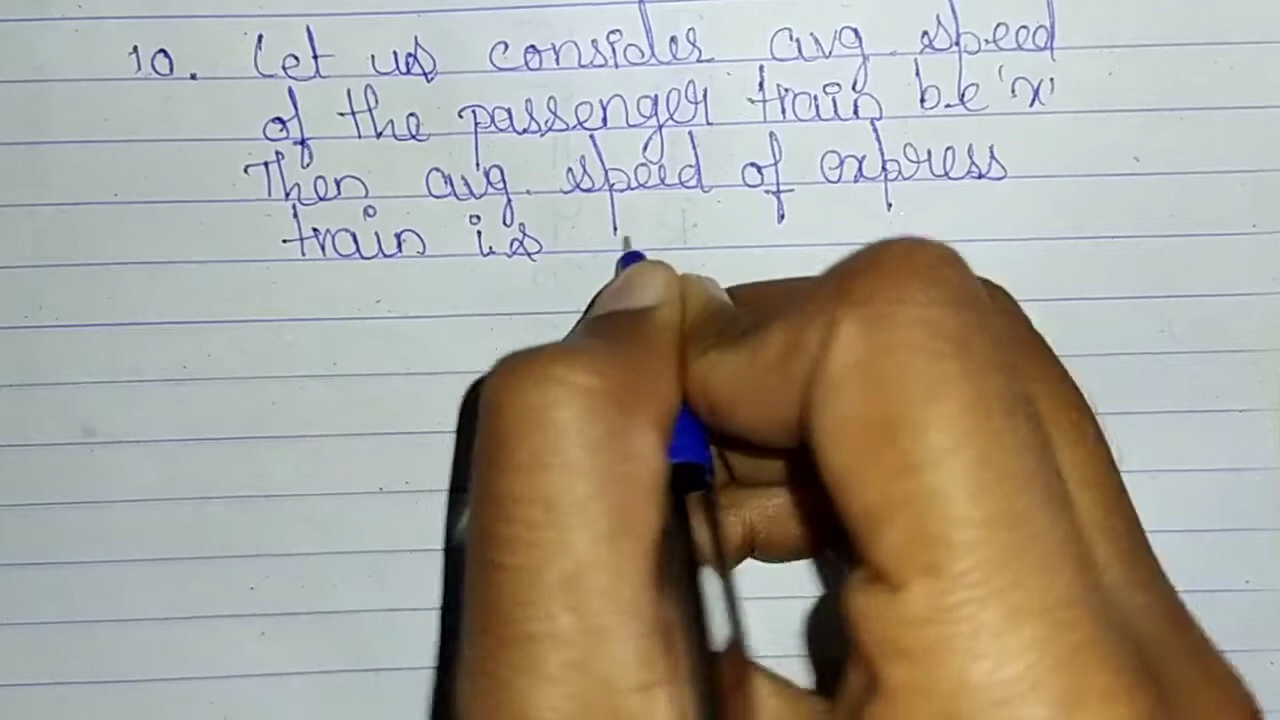 10. Let us consider avg. speed
of the passenger train be 'x'
Then avg. speed of express
train is